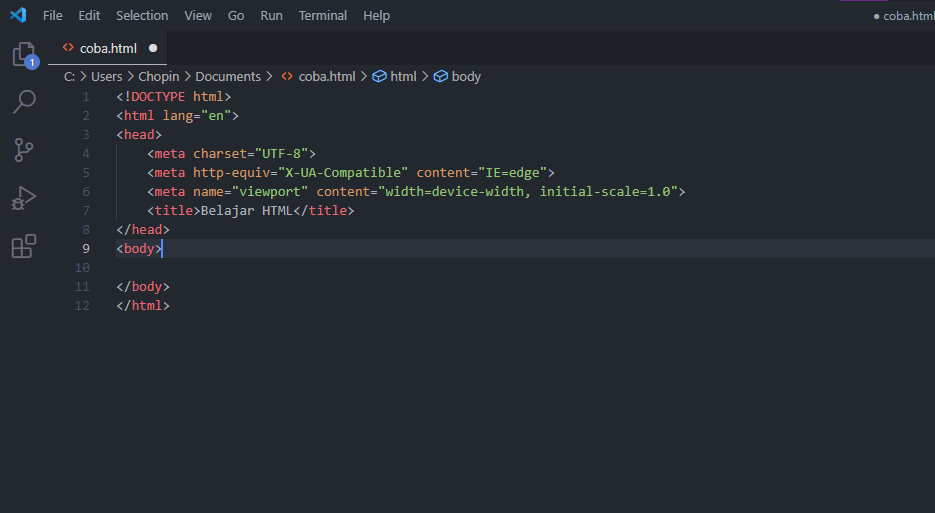 File Edit Selection View Go Run Terminal Help ● coba.html
<> coba.html ●
1
C: > Users > Chopin > Documents > <> coba.html > html > body
1 <!DOCTYPE html>
2 <html lang="en">
3 <head>
4     <meta charset="UTF-8">
5     <meta http-equiv="X-UA-Compatible" content="IE=edge">
6     <meta name="viewport" content="width=device-width, initial-scale=1.0">
7     <title>Belajar HTML</title>
8 </head>
9 <body>
10
11 </body>
12 </html>